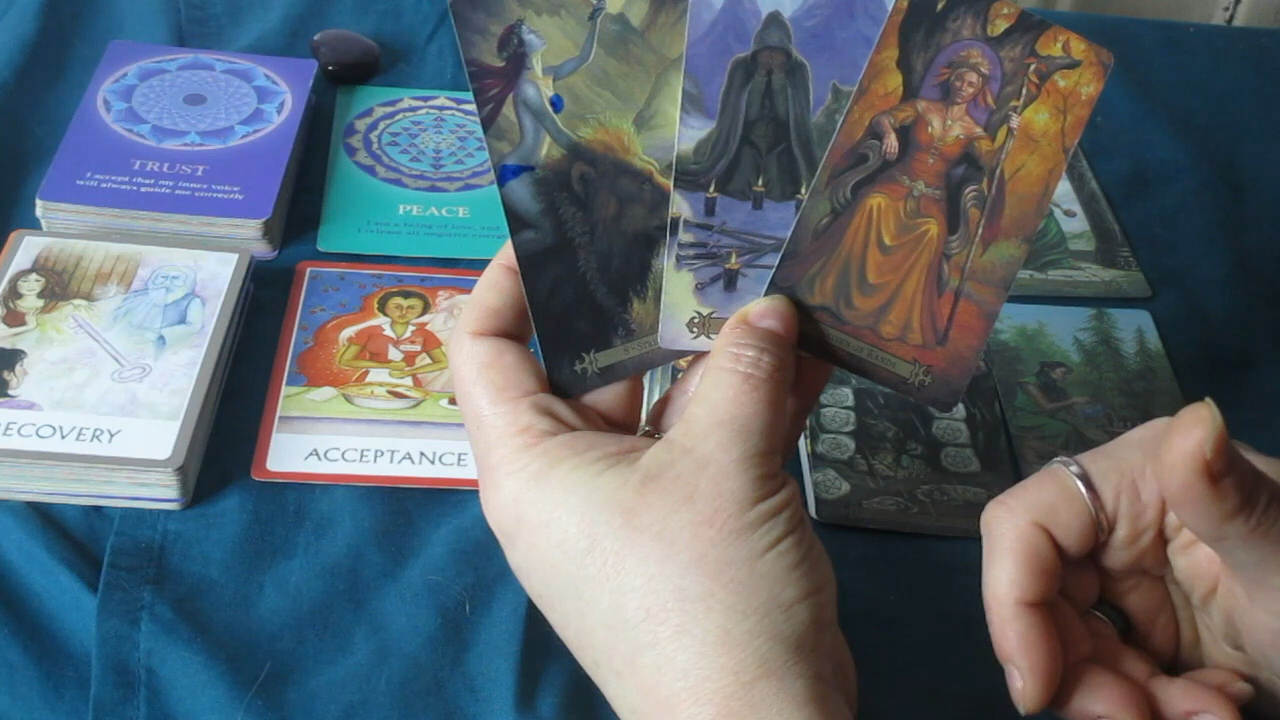 TRUST
I accept that my inner voice
will always guide me correctly
PEACE
I am a being of love, and
I release all negative energy
RECOVERY
ACCEPTANCE